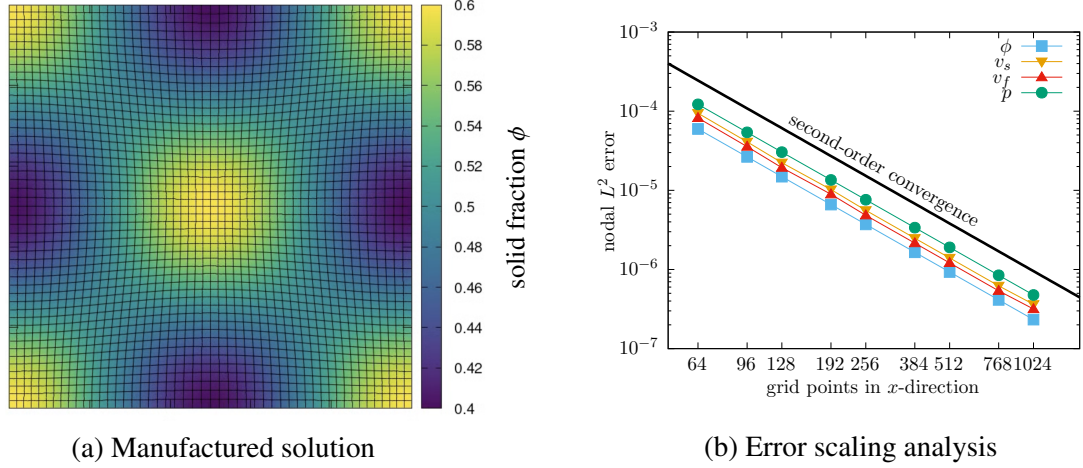 0.6
0.58
0.56
0.54
0.52
0.5
0.48
0.46
0.44
0.42
0.4
solid fraction ϕ
(a) Manufactured solution
10⁻³
10⁻⁴
10⁻⁵
10⁻⁶
10⁻⁷
nodal L² error
ϕ
v_s
v_f
p
second-order convergence
64 96 128 192 256 384 512 768 1024
grid points in x-direction
(b) Error scaling analysis